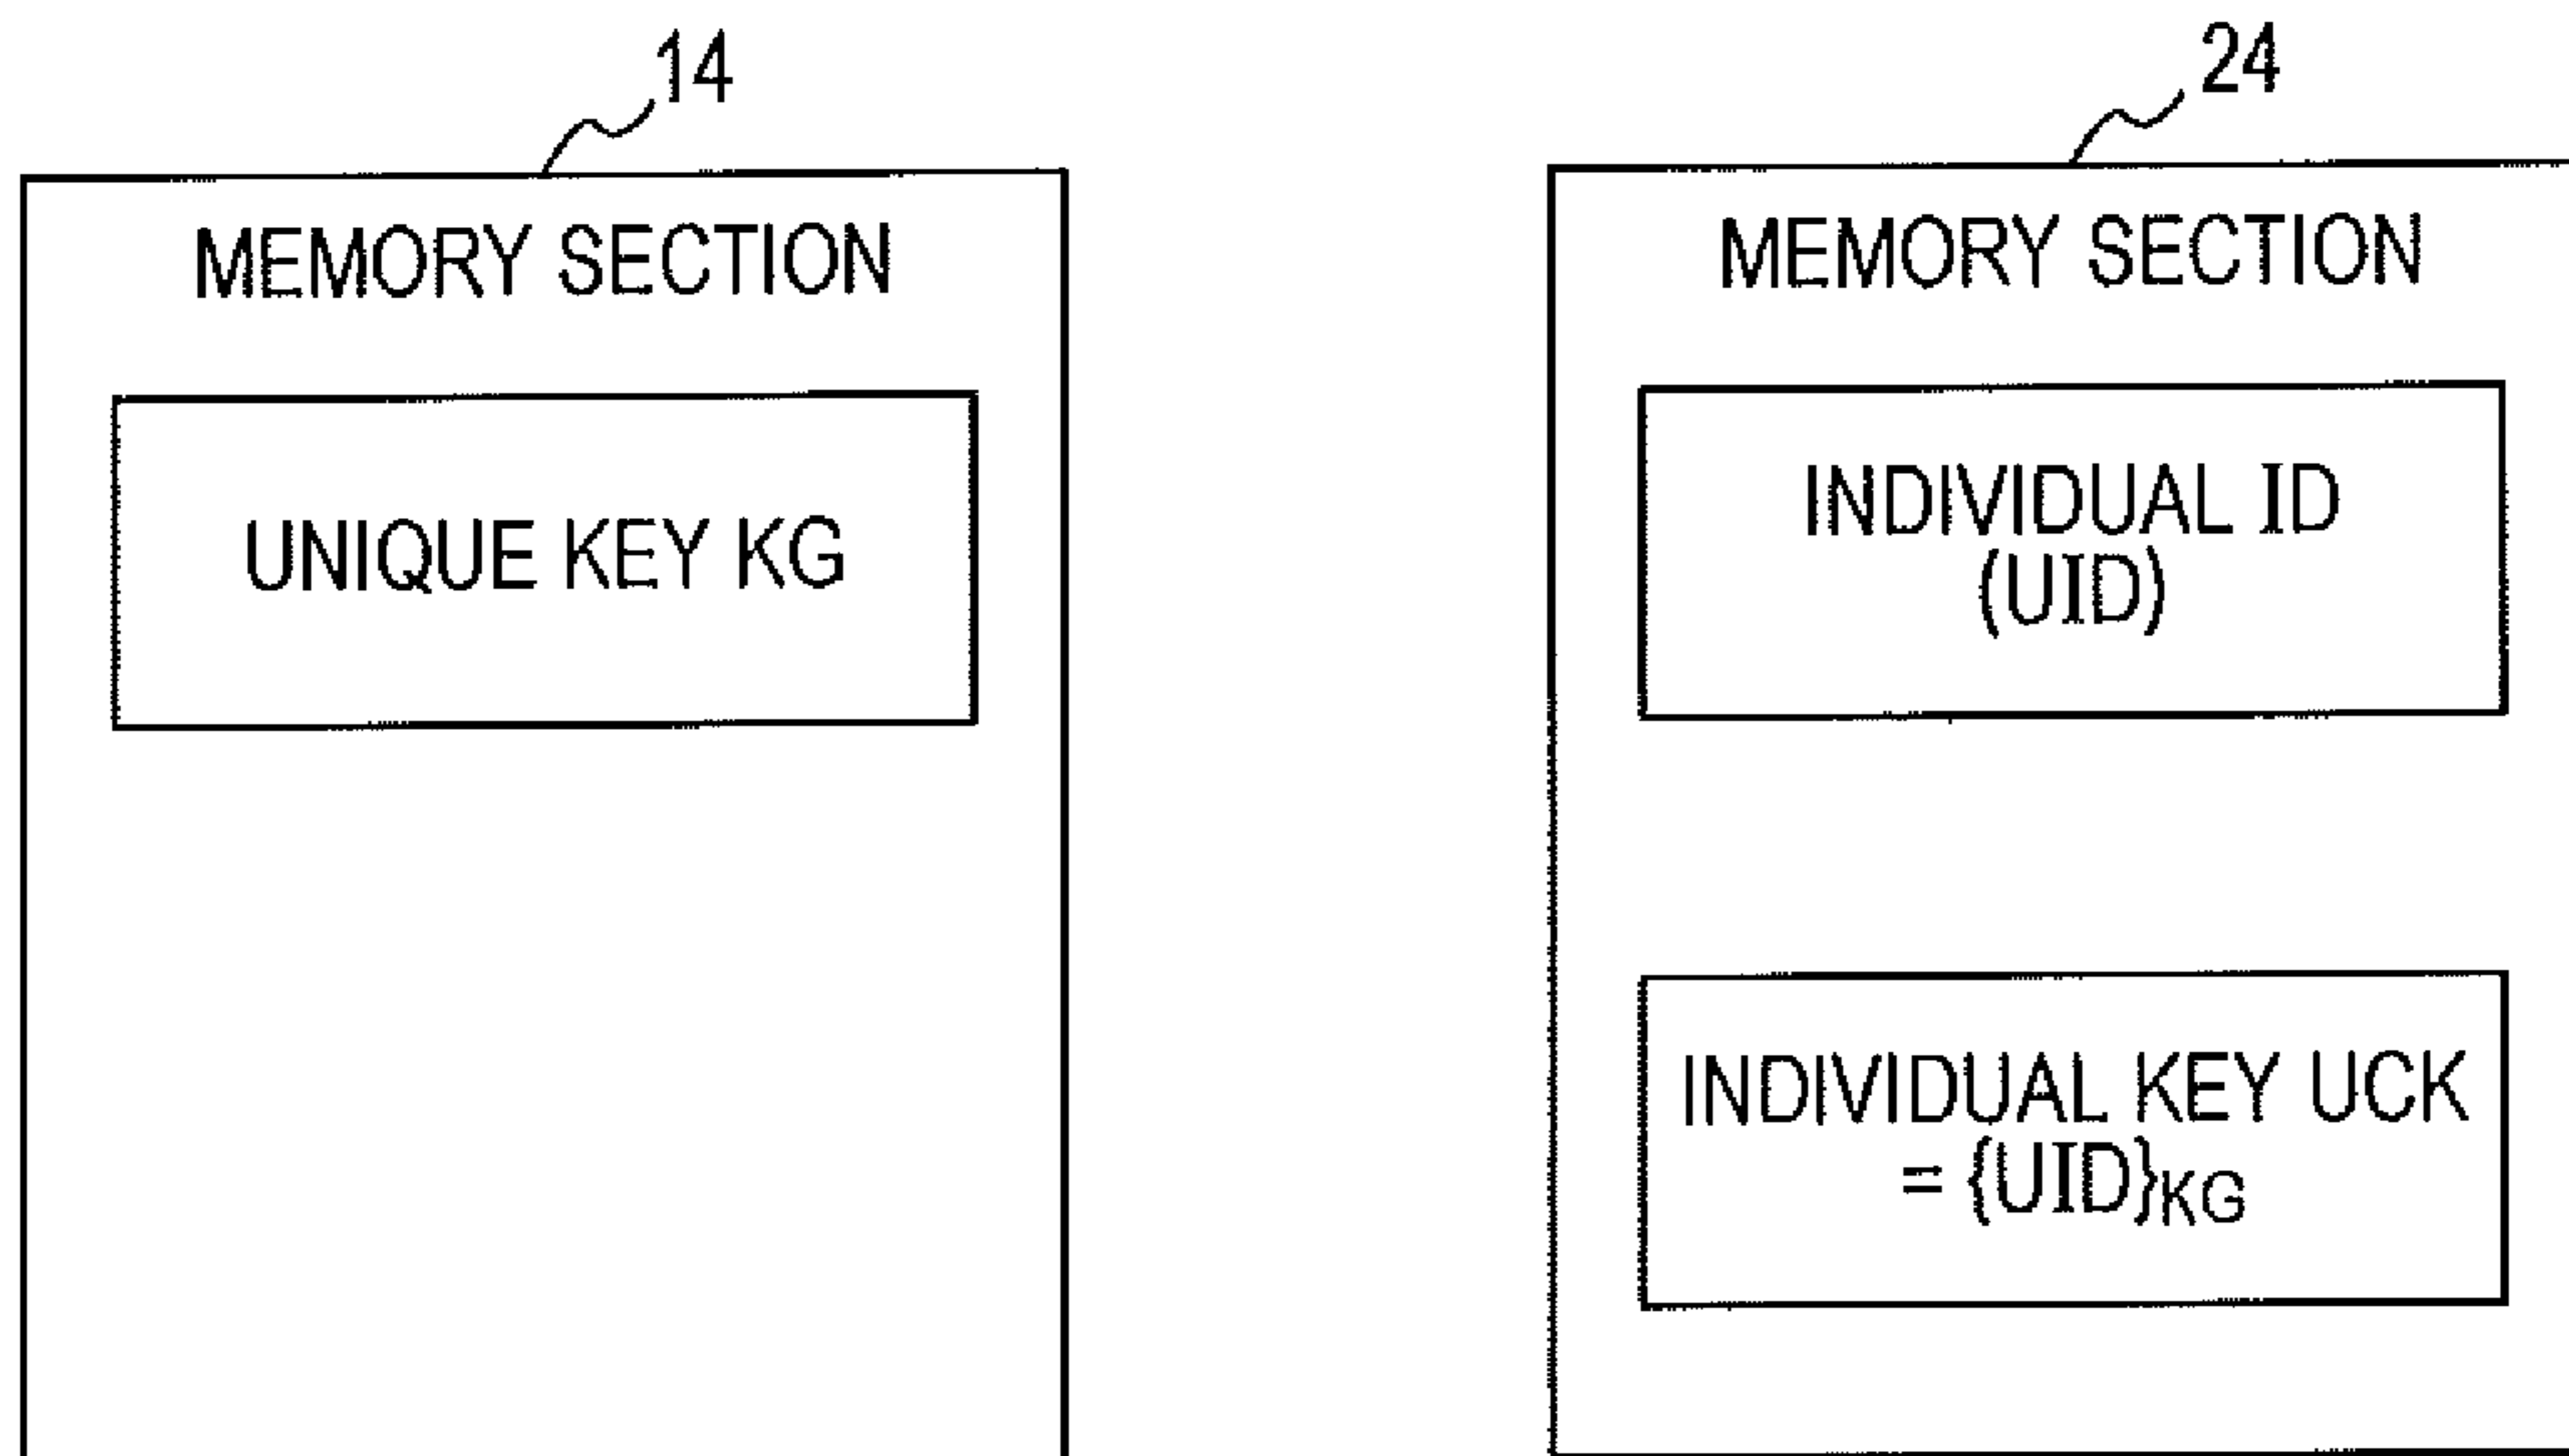 14
MEMORY SECTION
UNIQUE KEY KG
24
MEMORY SECTION
INDIVIDUAL ID
(UID)
INDIVIDUAL KEY UCK
= {UID}KG